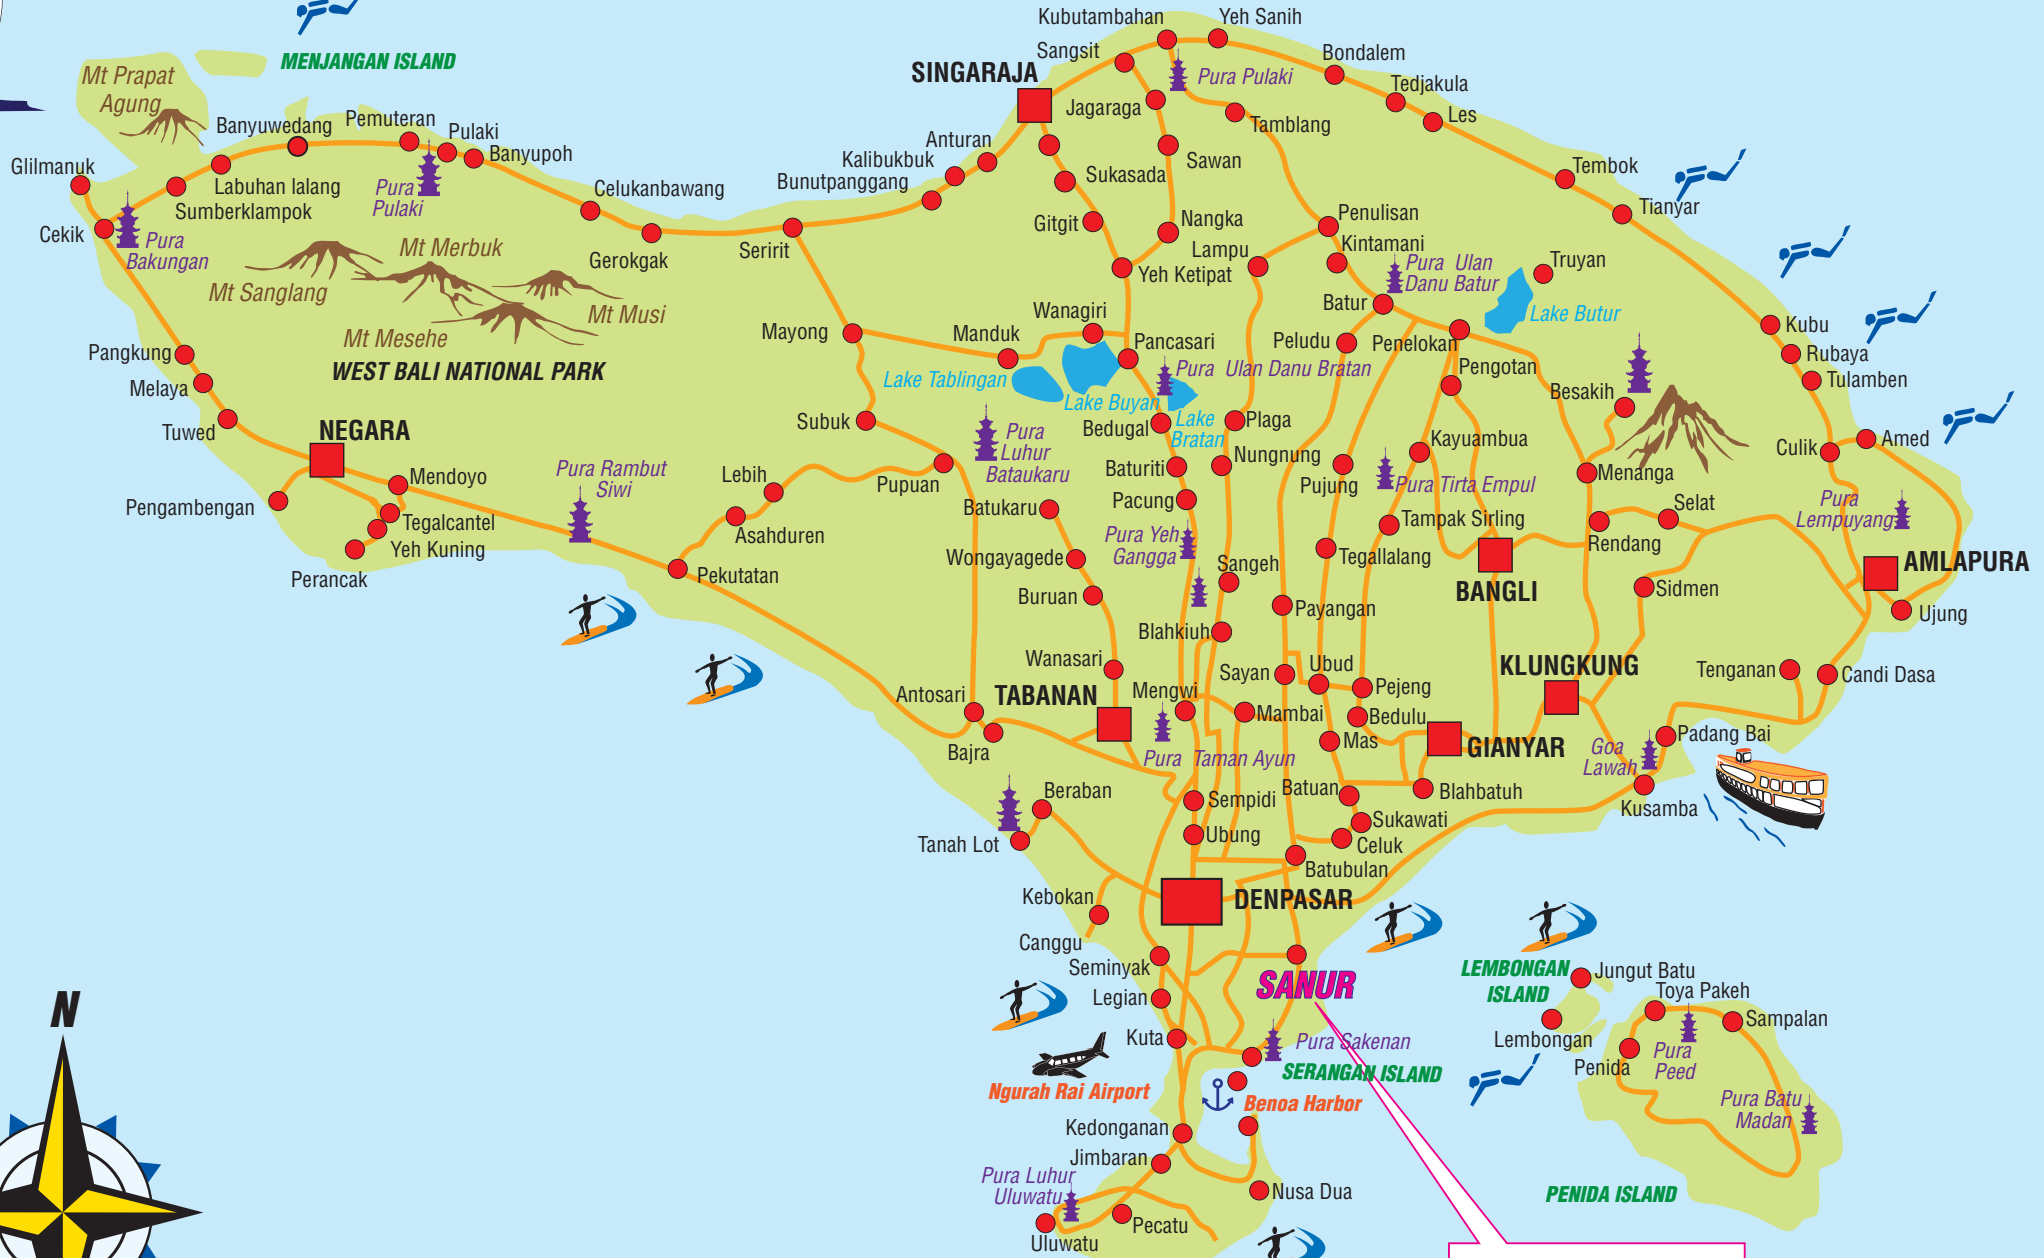 Kubutambahan
Yeh Sanih
Sangsit
Bondalem
MENJANGAN ISLAND
SINGARAJA
Pura Pulaki
Mt Prapat
Agung
Tedjakula
Jagaraga
Les
Tamblang
Banyuwedang
Pemuteran
Pulaki
Banyupoh
Anturan
Kalibukbuk
Bunutpanggang
Sawan
Sukasada
Tembok
Glilmanuk
Labuhan lalang
Sumberklampok
Pura
Pulaki
Celukanbawang
Tianyar
Cekik
Pura
Bakungan
Gitgit
Nangka
Penulisan
Lampu
Kintamani
Mt Merbuk
Gerokgak
Seririt
Yeh Ketipat
Pura Ulan
Danu Batur
Truyan
Mt Sanglang
Mt Musi
Mt Mesehe
Wanagiri
Batur
Lake Butur
Kubu
Mayong
Manduk
Pancasari
Peludu
Penelokan
Pangkung
Rubaya
WEST BALI NATIONAL PARK
Pura Ulan Danu Bratan
Pengotan
Tulamben
Melaya
Lake Tablingan
Lake Buyan
Besakih
Tuwed
NEGARA
Subuk
Bedugal
Lake
Bratan
Plaga
Pura
Luhur
Bataukaru
Kayuambua
Amed
Culik
Mendoyo
Pura Rambut
Siwi
Lebih
Pupuan
Baturiti
Nungnung
Pujung
Pura Tirta Empul
Menanga
Pengambengan
Batukaru
Pacung
Selat
Pura
Lempuyang
Tegalcantel
Asahduren
Tampak Sirling
Yeh Kuning
Pura Yeh
Gangga
Rendang
Perancak
Wongayagede
Sangeh
Tegallalang
AMLAPURA
Pekutatan
BANGLI
Sidmen
Buruan
Payangan
Ujung
Blahkiuh
Wanasari
Ubud
KLUNGKUNG
Sayan
Tenganan
Candi Dasa
Antosari
TABANAN
Mengwi
Pejeng
Mambai
Bedulu
Bajra
Mas
GIANYAR
Padang Bai
Pura Taman Ayun
Goa
Lawah
Beraban
Sempidi
Batuan
Blahbatuh
Kusamba
Tanah Lot
Ubung
Sukawati
Celuk
Batubulan
Kebokan
DENPASAR
Canggu
Seminyak
LEMBONGAN
ISLAND
Jungut Batu
SANUR
Toya Pakeh
Legian
Sampalan
N
Kuta
Pura Sakenan
Lembongan
Pura
Peed
Penida
SERANGAN ISLAND
Ngurah Rai Airport
Benoa Harbor
Pura Batu
Madan
Kedonganan
Jimbaran
Pura Luhur
Uluwatu
Nusa Dua
PENIDA ISLAND
Pecatu
Uluwatu